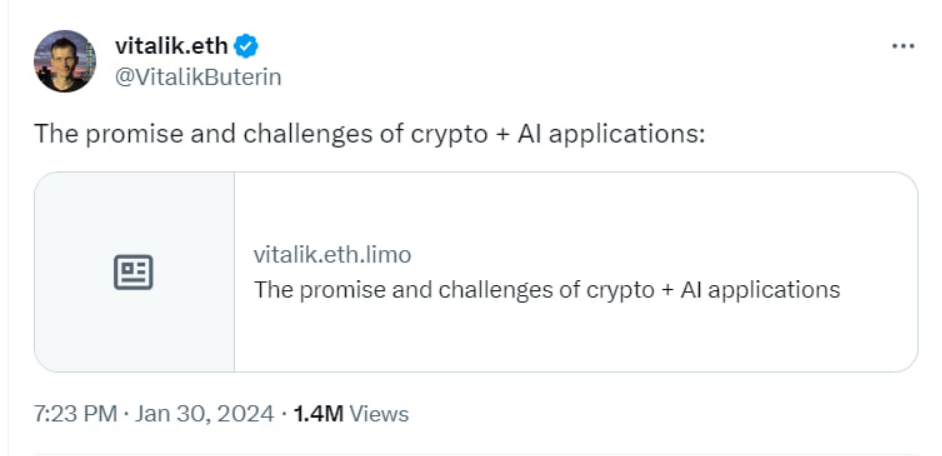 vitalik.eth
@VitalikButerin
The promise and challenges of crypto + AI applications:
vitalik.eth.limo
The promise and challenges of crypto + AI applications
7:23 PM · Jan 30, 2024 · 1.4M Views